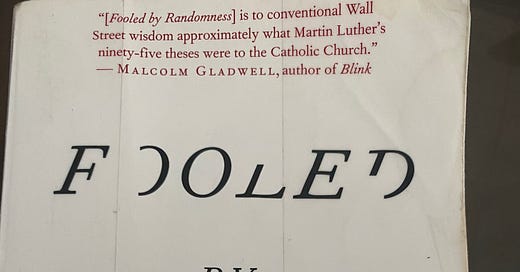 “[Fooled by Randomness] is to conventional Wall
Street wisdom approximately what Martin Luther’s
ninety-five theses were to the Catholic Church.”
— MALCOLM GLADWELL, author of Blink
FOOLED
BY